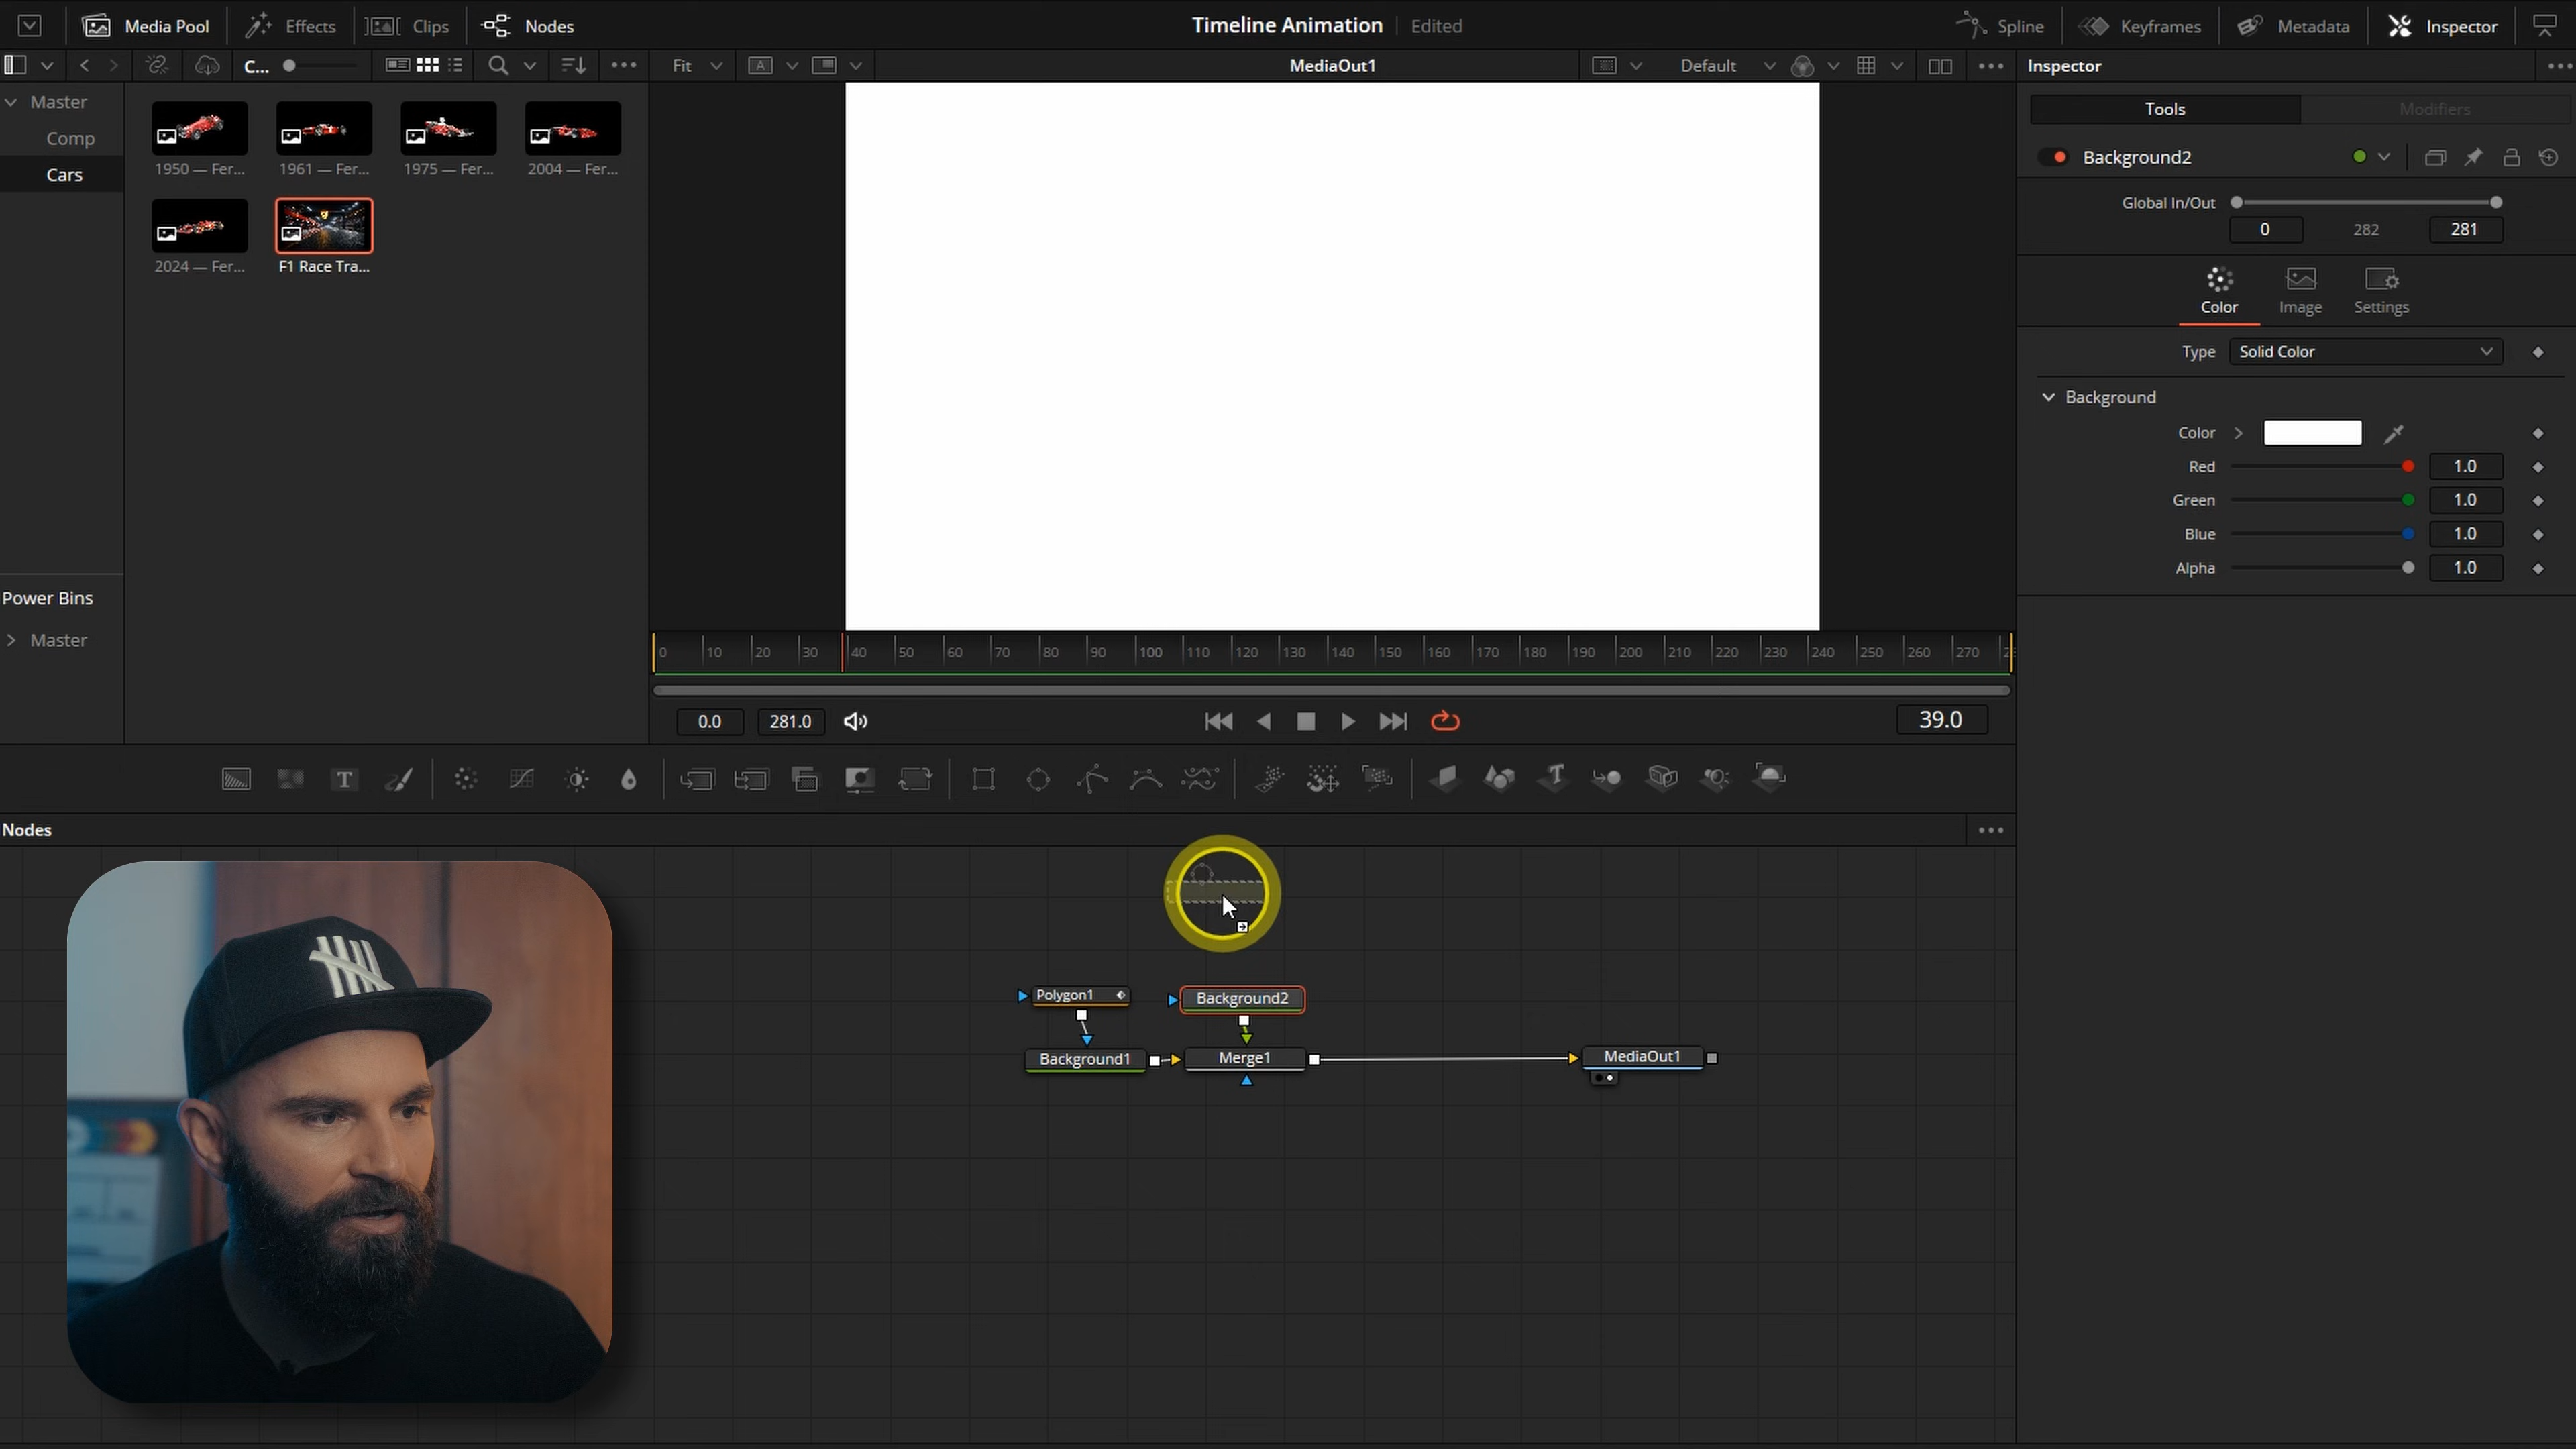 Media Pool
Effects
Clips
Nodes
Timeline Animation
Edited
Spline
Keyframes
Metadata
Inspector
C...
Fit
A
MediaOut1
Default
Inspector
Master
Comp
Cars
1950 — Fer...
1961 — Fer...
1975 — Fer...
2004 — Fer...
2024 — Fer...
F1 Race Tra...
Power Bins
Master
Tools
Modifiers
Background2
Global In/Out
0
282
281
Color
Image
Settings
Type
Solid Color
Background
Color
Red
1.0
Green
1.0
Blue
1.0
Alpha
1.0
0 10 20 30 40 50 60 70 80 90 100 110 120 130 140 150 160 170 180 190 200 210 220 230 240 250 260 270
0.0
281.0
39.0
T
T
Nodes
Polygon1
Background2
Background1
Merge1
MediaOut1